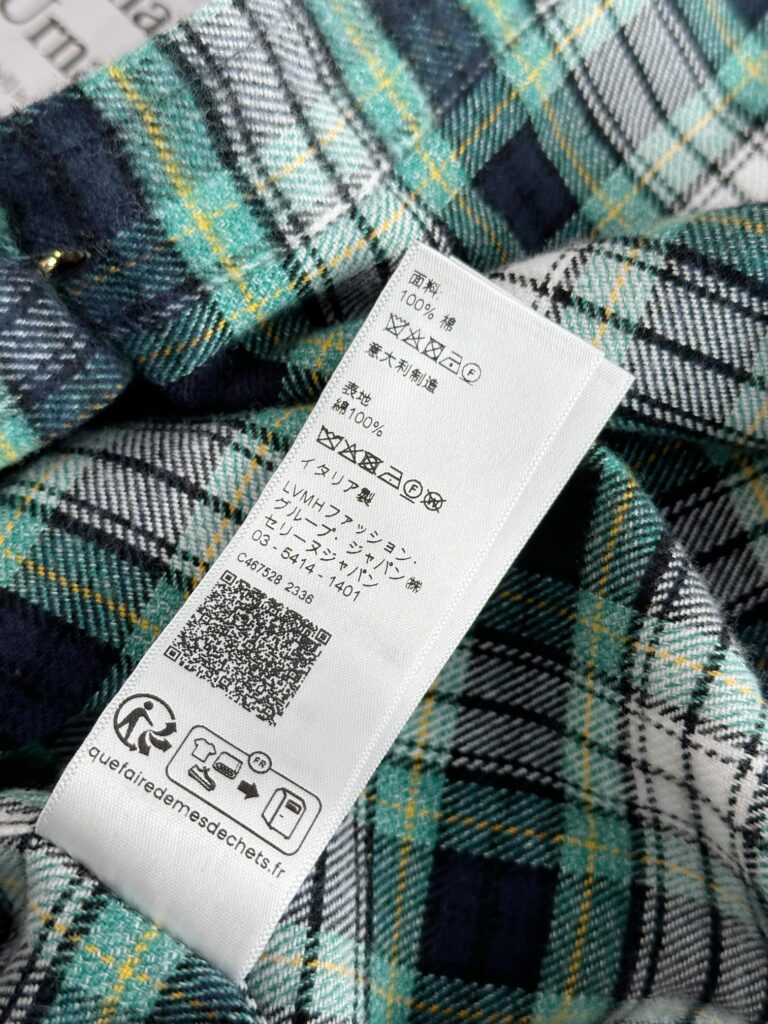 Urn
面料
100% 棉
意大利制造
表地
綿100%
イタリア製
LVMHファッション・
グループ・ジャパン㈱
セリーヌジャパン
03 - 5414 - 1401
C467528 2336
FR
quefairedemesdechets.fr